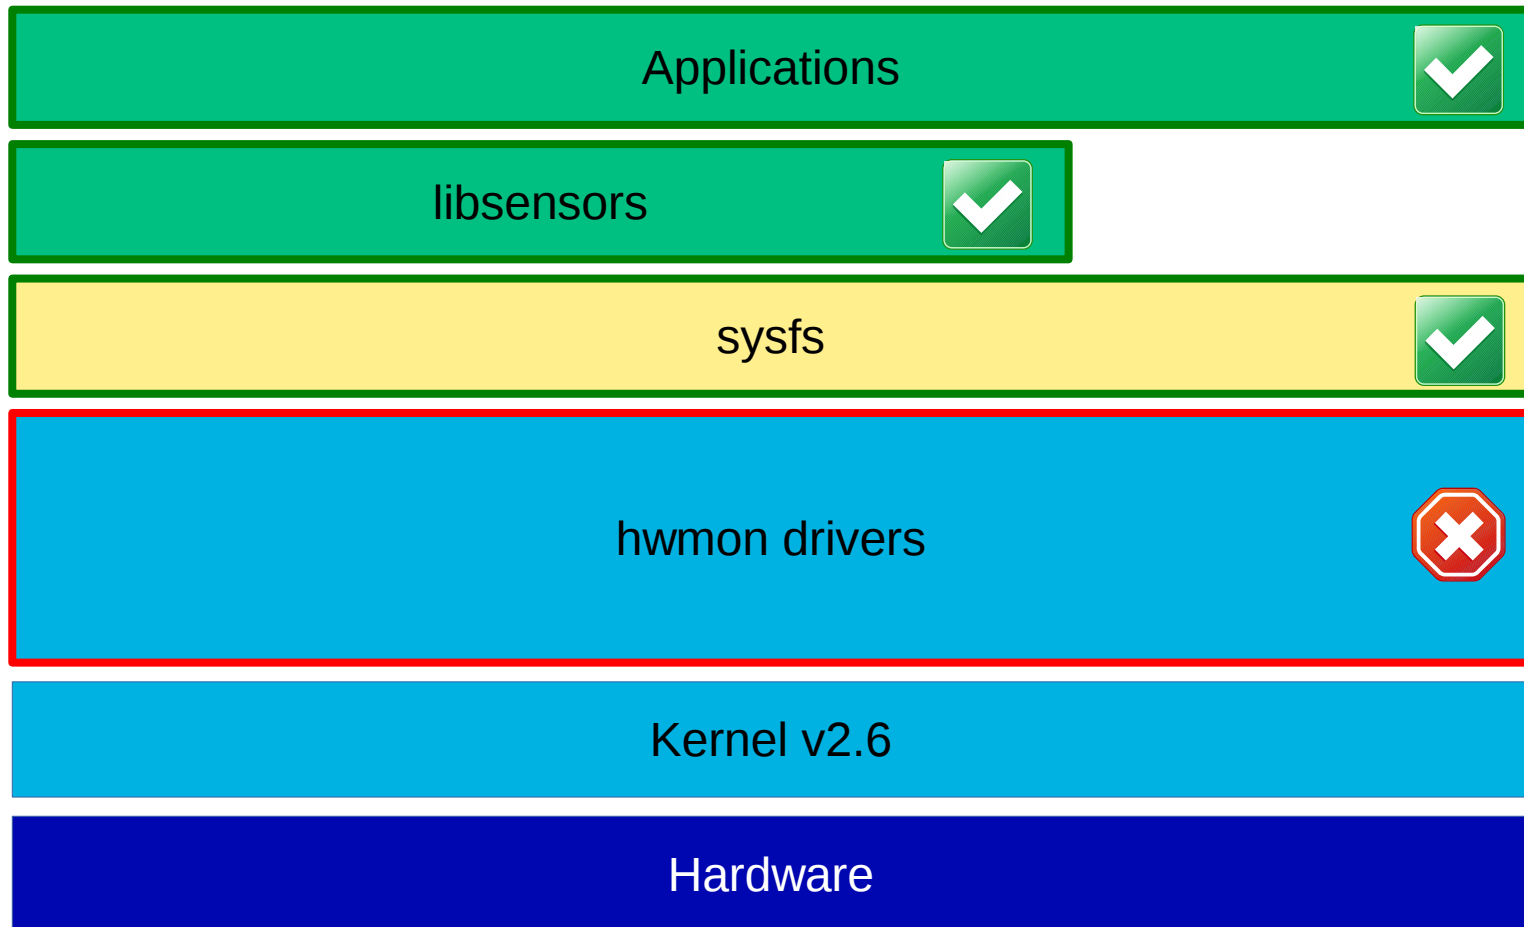 Applications
libsensors
sysfs
hwmon drivers
Kernel v2.6
Hardware